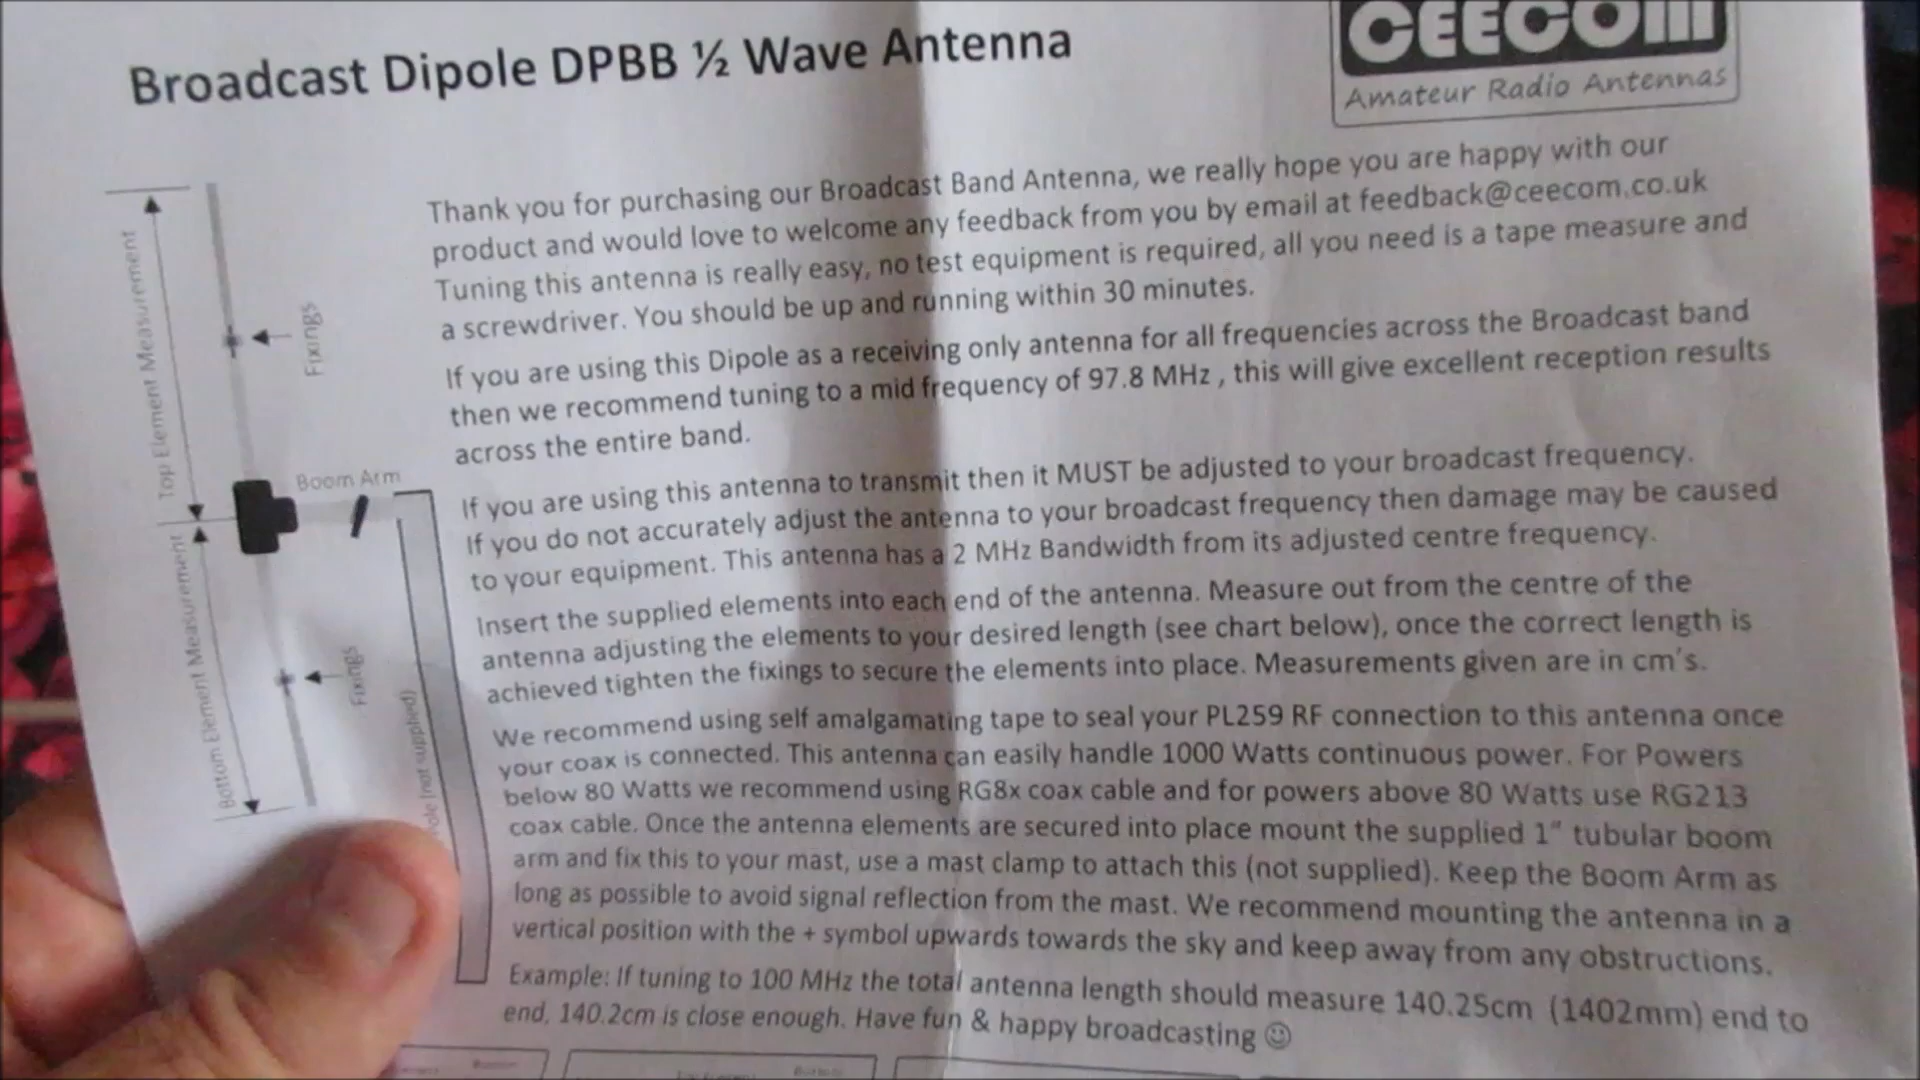 Broadcast Dipole DPBB ½ Wave Antenna
CEECOM
Amateur Radio Antennas
Thank you for purchasing our Broadcast Band Antenna, we really hope you are happy with our
product and would love to welcome any feedback from you by email at feedback@ceecom.co.uk
Tuning this antenna is really easy, no test equipment is required, all you need is a tape measure and
a screwdriver. You should be up and running within 30 minutes.
If you are using this Dipole as a receiving only antenna for all frequencies across the Broadcast band
then we recommend tuning to a mid frequency of 97.8 MHz , this will give excellent reception results
across the entire band.
If you are using this antenna to transmit then it MUST be adjusted to your broadcast frequency.
If you do not accurately adjust the antenna to your broadcast frequency then damage may be caused
to your equipment. This antenna has a 2 MHz Bandwidth from its adjusted centre frequency.
Insert the supplied elements into each end of the antenna. Measure out from the centre of the
antenna adjusting the elements to your desired length (see chart below), once the correct length is
achieved tighten the fixings to secure the elements into place. Measurements given are in cm's.
We recommend using self amalgamating tape to seal your PL259 RF connection to this antenna once
your coax is connected. This antenna can easily handle 1000 Watts continuous power. For Powers
below 80 Watts we recommend using RG8x coax cable and for powers above 80 Watts use RG213
coax cable. Once the antenna elements are secured into place mount the supplied 1" tubular boom
arm and fix this to your mast, use a mast clamp to attach this (not supplied). Keep the Boom Arm as
long as possible to avoid signal reflection from the mast. We recommend mounting the antenna in a
vertical position with the + symbol upwards towards the sky and keep away from any obstructions.
Example: If tuning to 100 MHz the total antenna length should measure 140.25cm (1402mm) end to
end, 140.2cm is close enough. Have fun & happy broadcasting ☺
Top Element Measurement
Fixings
Boom Arm
Bottom Element Measurement
Fixings
(not supplied)